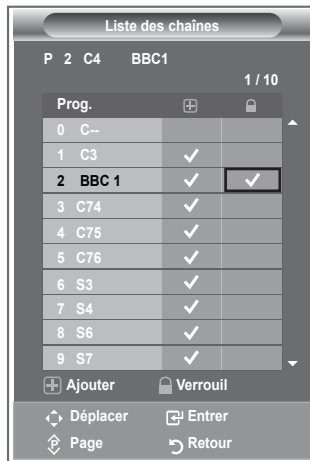 Liste des chaînes
P 2 C4 BBC1
1 / 10
Prog.
0 C--
1 C3
2 BBC 1
3 C74
4 C75
5 C76
6 S3
7 S4
8 S6
9 S7
Ajouter Verrouil
Déplacer Entrer
P Page Retour